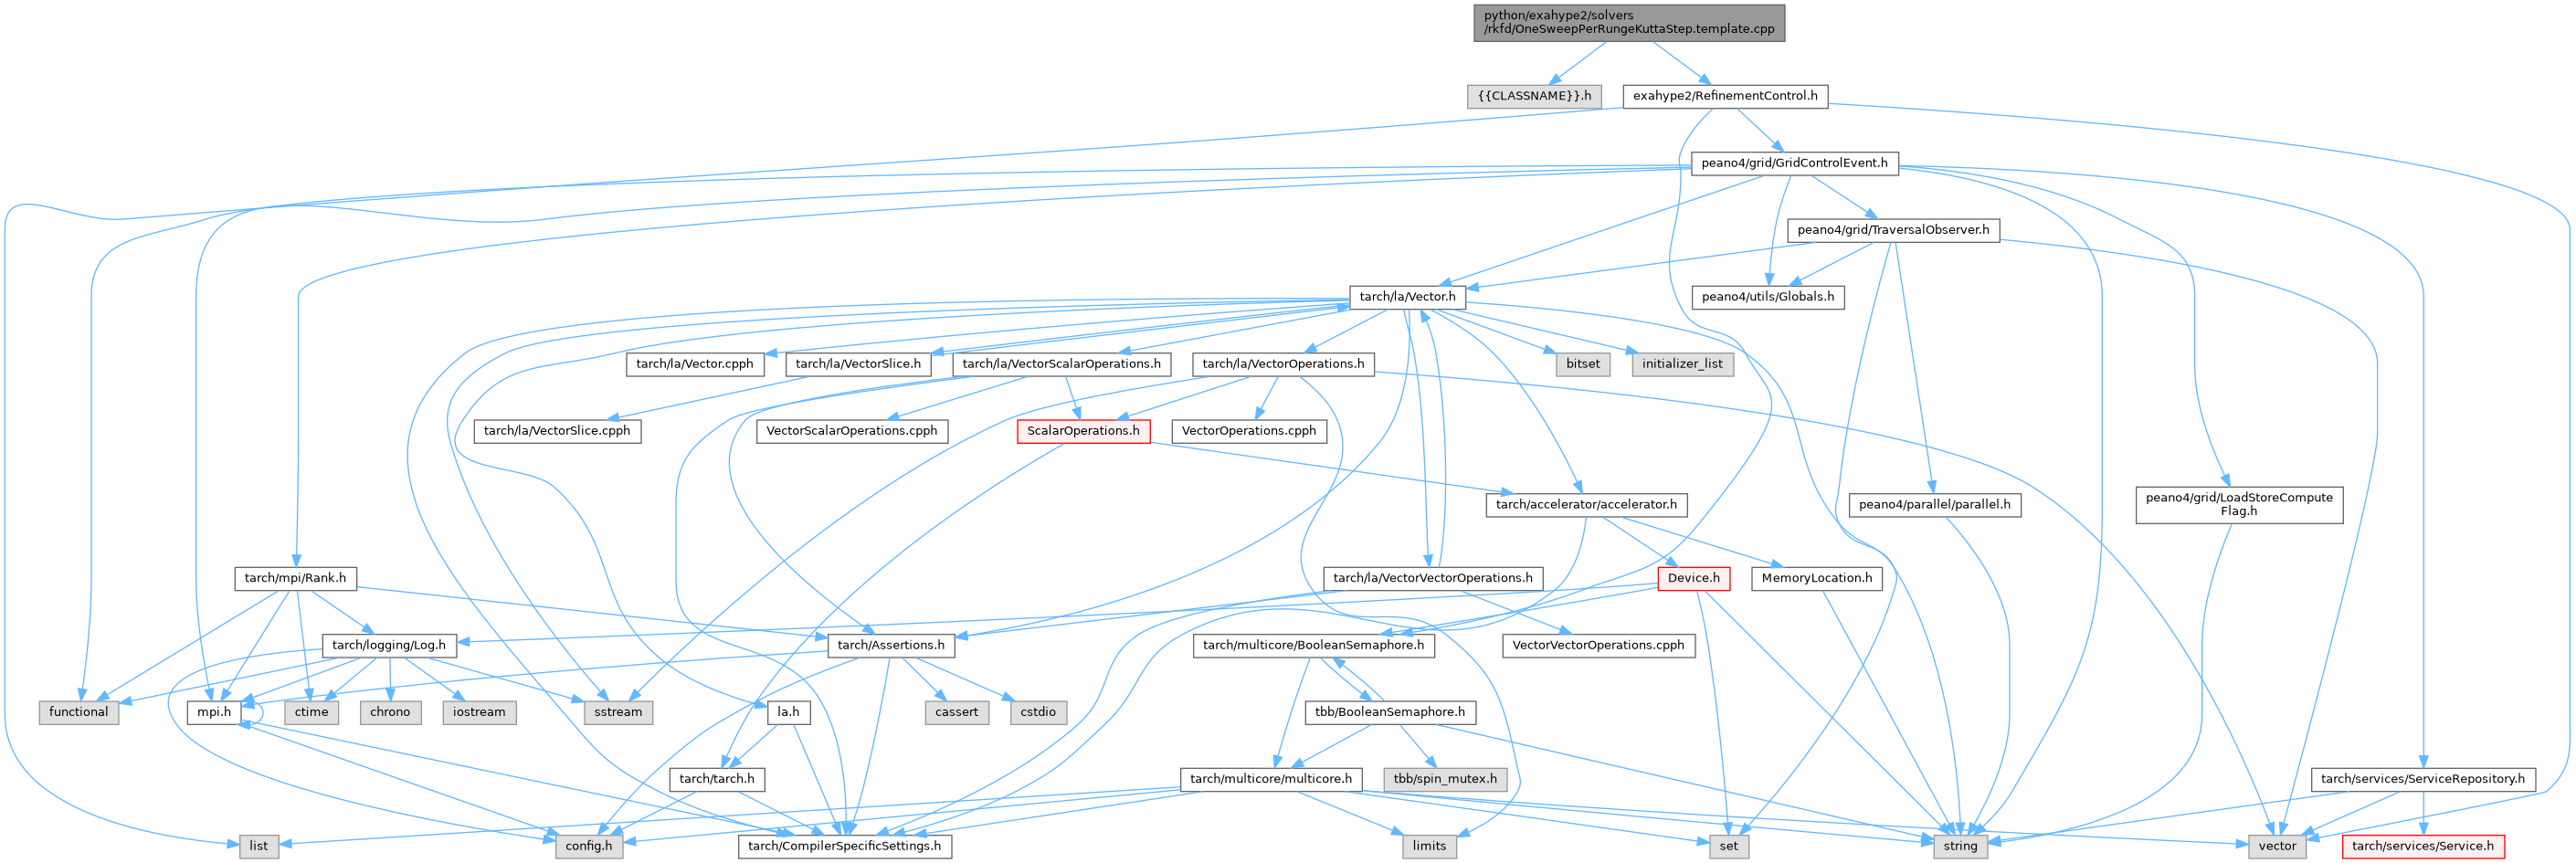 python/exahype2/solvers
/rkfd/OneSweepPerRungeKuttaStep.template.cpp
{{CLASSNAME}}.h
exahype2/RefinementControl.h
peano4/grid/GridControlEvent.h
peano4/grid/TraversalObserver.h
tarch/la/Vector.h
peano4/utils/Globals.h
tarch/la/Vector.cpph
tarch/la/VectorSlice.h
tarch/la/VectorScalarOperations.h
tarch/la/VectorOperations.h
bitset
initializer_list
tarch/la/VectorSlice.cpph
VectorScalarOperations.cpph
ScalarOperations.h
VectorOperations.cpph
tarch/accelerator/accelerator.h
peano4/parallel/parallel.h
peano4/grid/LoadStoreCompute
Flag.h
tarch/mpi/Rank.h
tarch/la/VectorVectorOperations.h
Device.h
MemoryLocation.h
tarch/logging/Log.h
tarch/Assertions.h
tarch/multicore/BooleanSemaphore.h
VectorVectorOperations.cpph
functional
mpi.h
ctime
chrono
iostream
sstream
la.h
cassert
cstdio
tbb/BooleanSemaphore.h
tarch/tarch.h
tarch/multicore/multicore.h
tbb/spin_mutex.h
tarch/services/ServiceRepository.h
list
config.h
tarch/CompilerSpecificSettings.h
limits
set
string
vector
tarch/services/Service.h